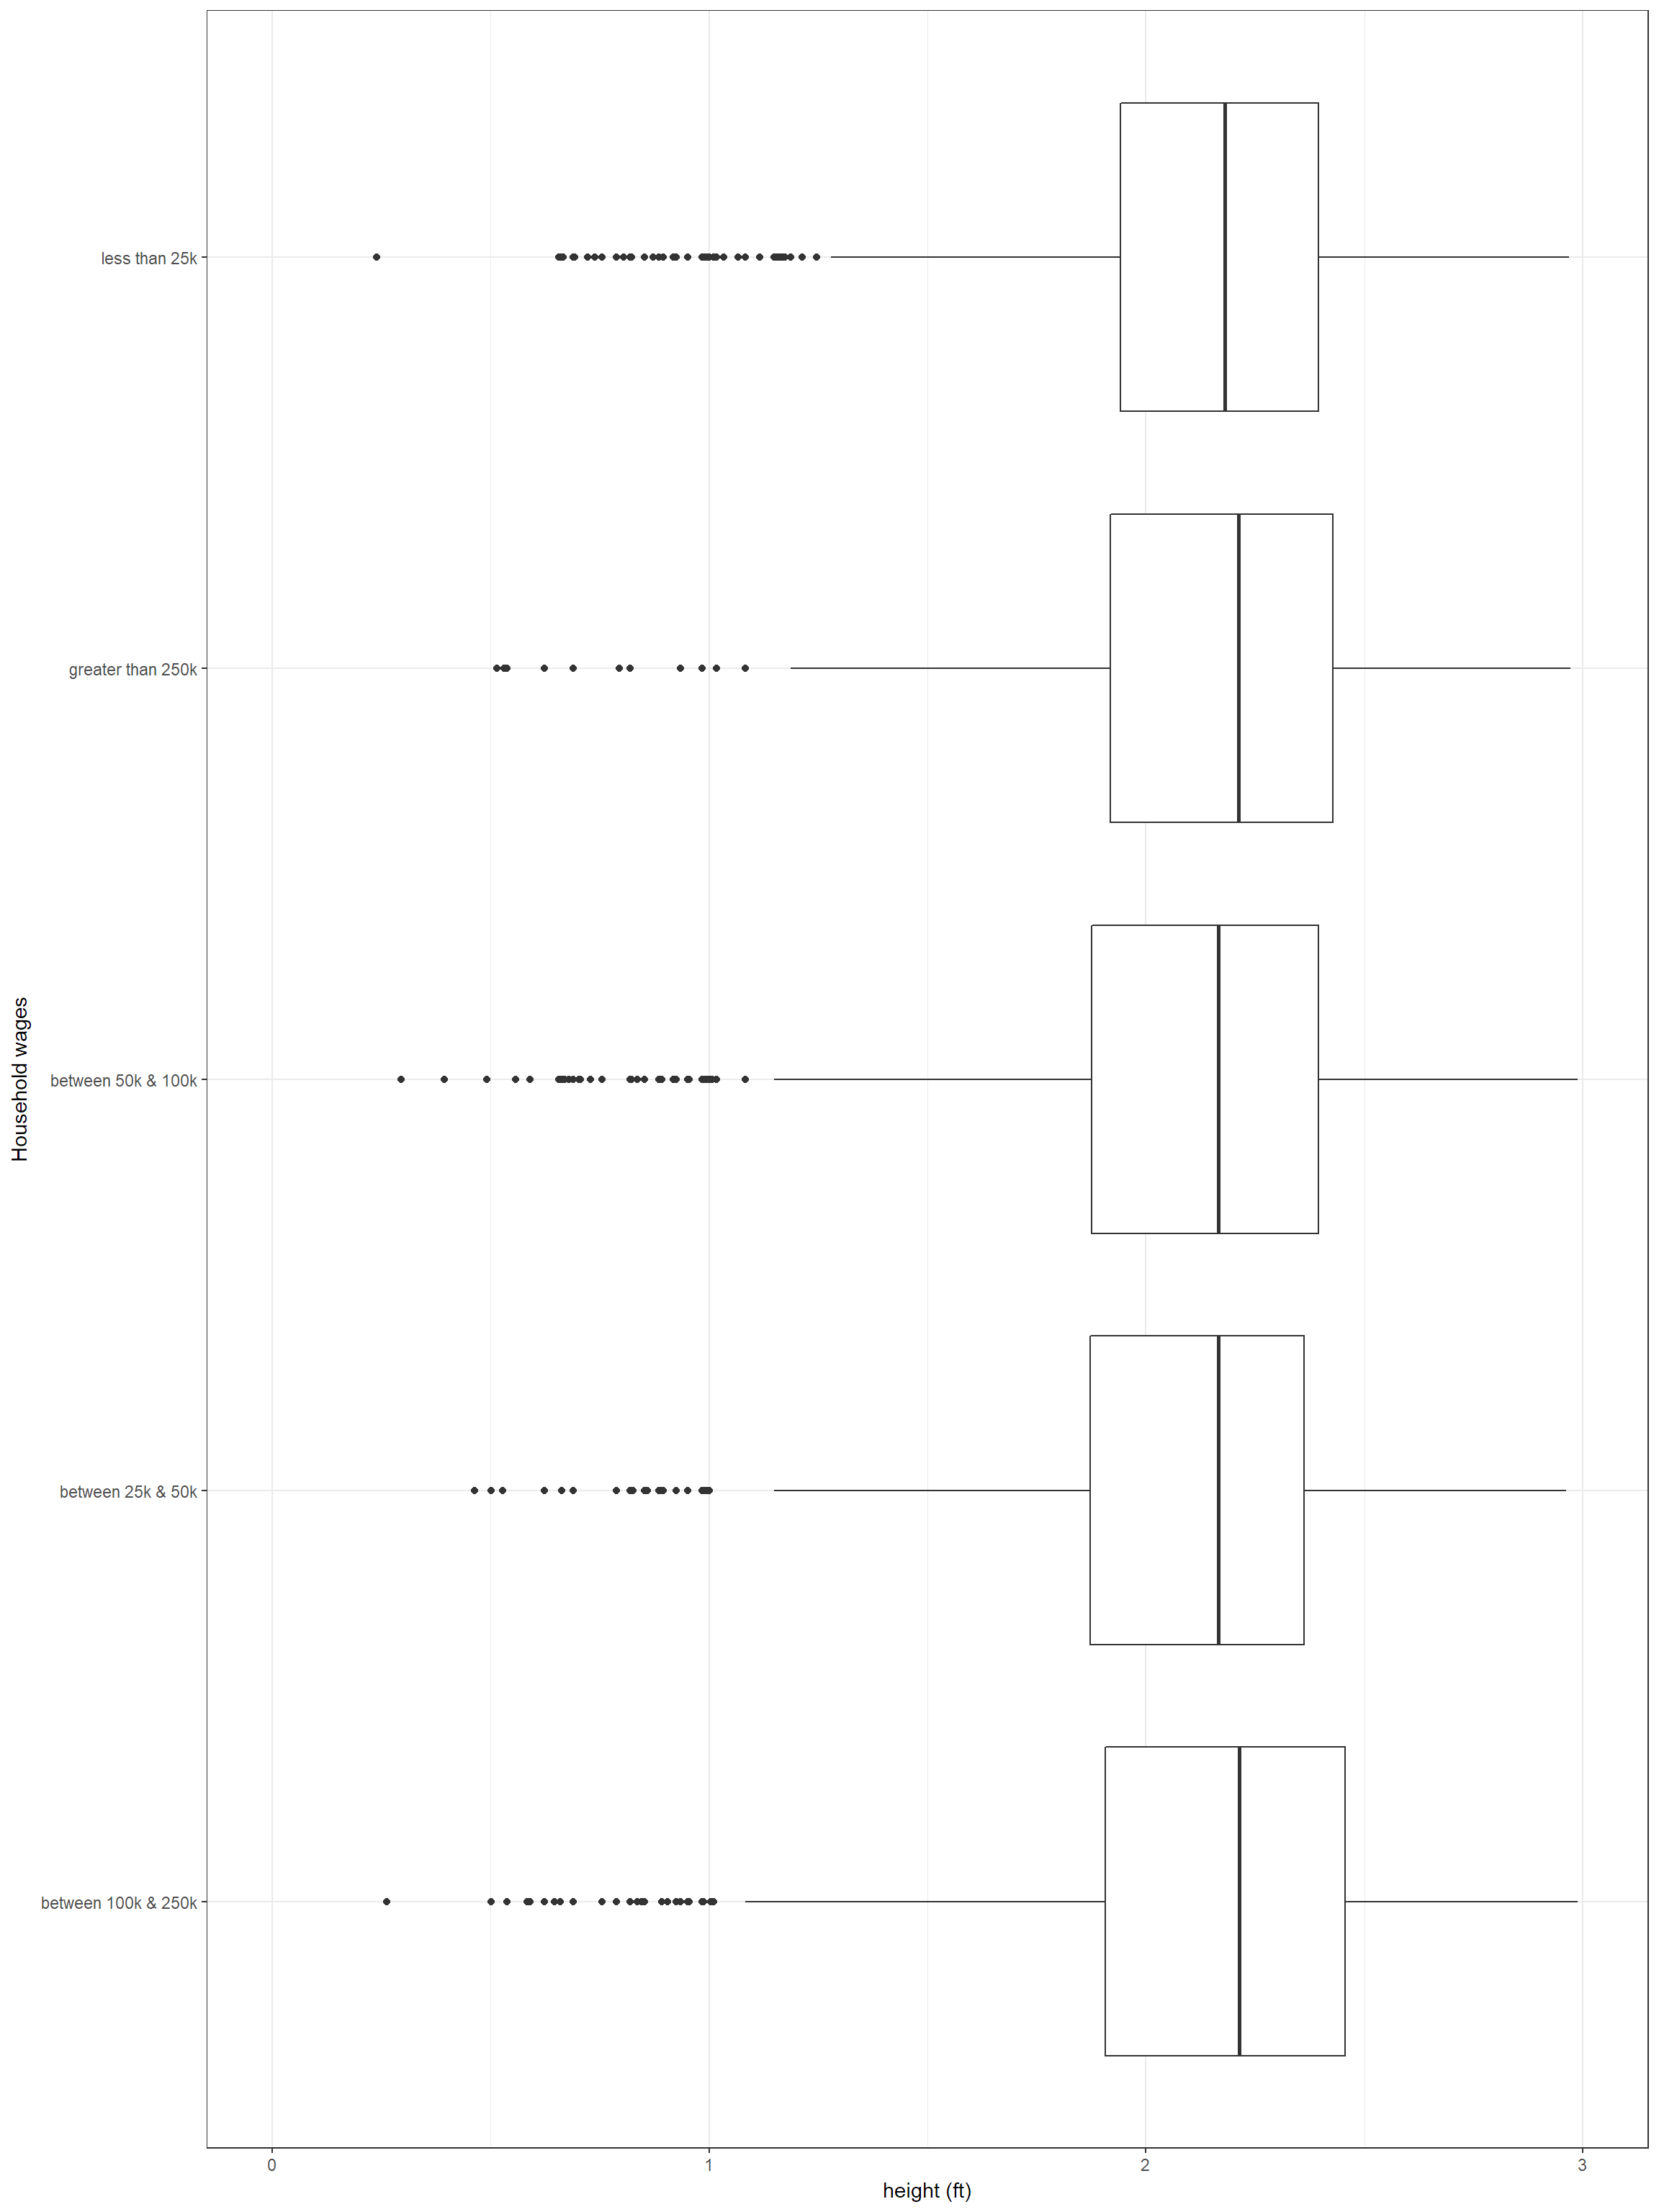 Household wages
less than 25k
greater than 250k
between 50k & 100k
between 25k & 50k
between 100k & 250k
0 1 2 3
height (ft)